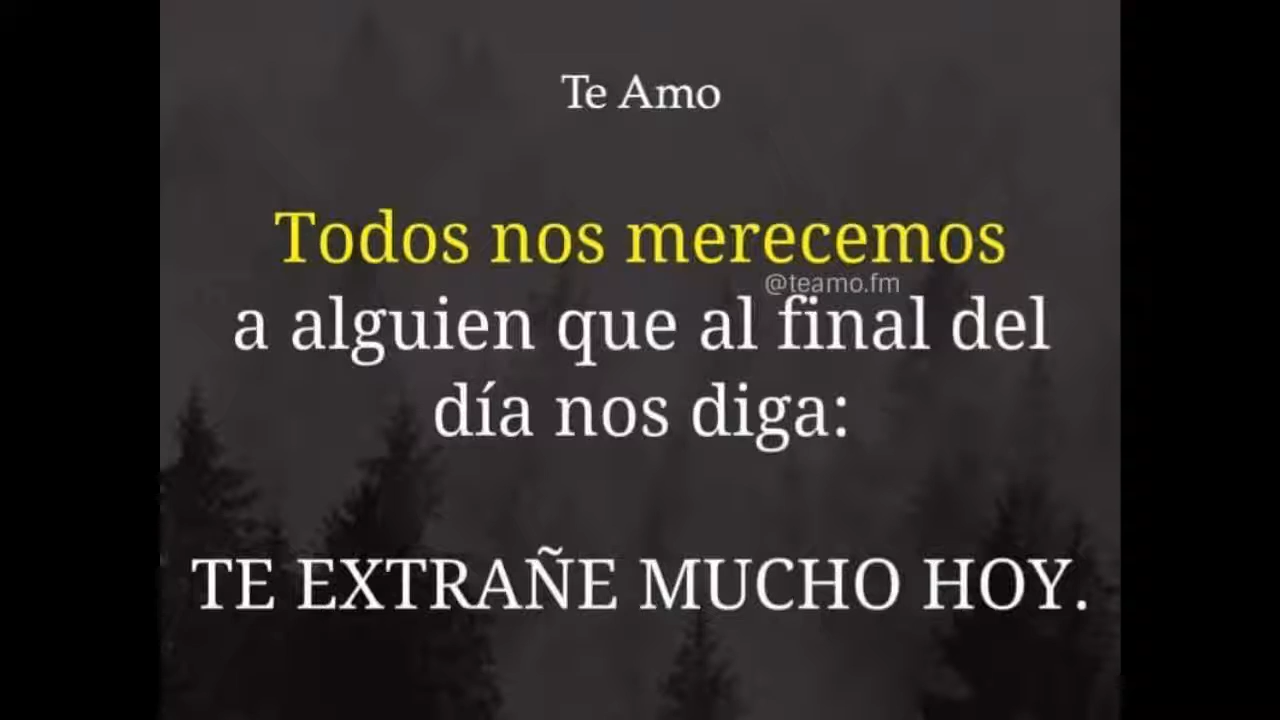 Te Amo
Todos nos merecemos
@teamo.fm
a alguien que al final del
día nos diga:
TE EXTRAÑE MUCHO HOY.